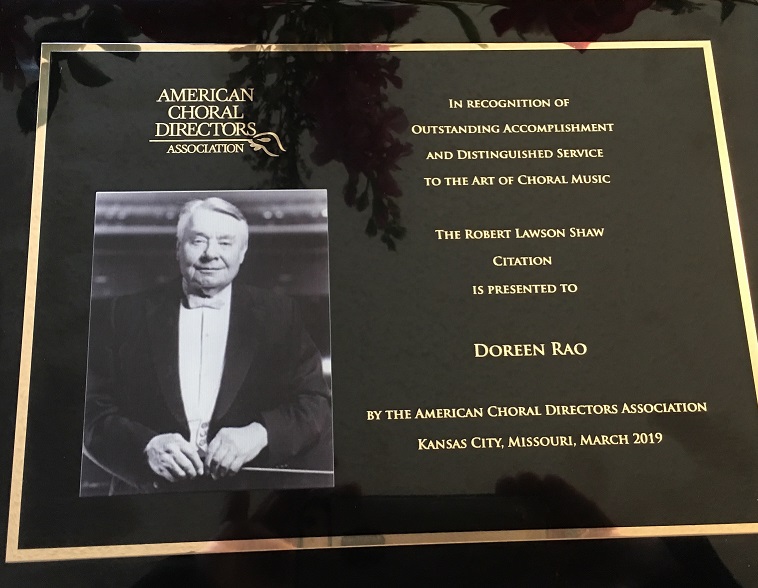 AMERICAN
CHORAL
DIRECTORS
ASSOCIATION
IN RECOGNITION OF
OUTSTANDING ACCOMPLISHMENT
AND DISTINGUISHED SERVICE
TO THE ART OF CHORAL MUSIC
THE ROBERT LAWSON SHAW
CITATION
IS PRESENTED TO
DOREEN RAO
BY THE AMERICAN CHORAL DIRECTORS ASSOCIATION
KANSAS CITY, MISSOURI, MARCH 2019